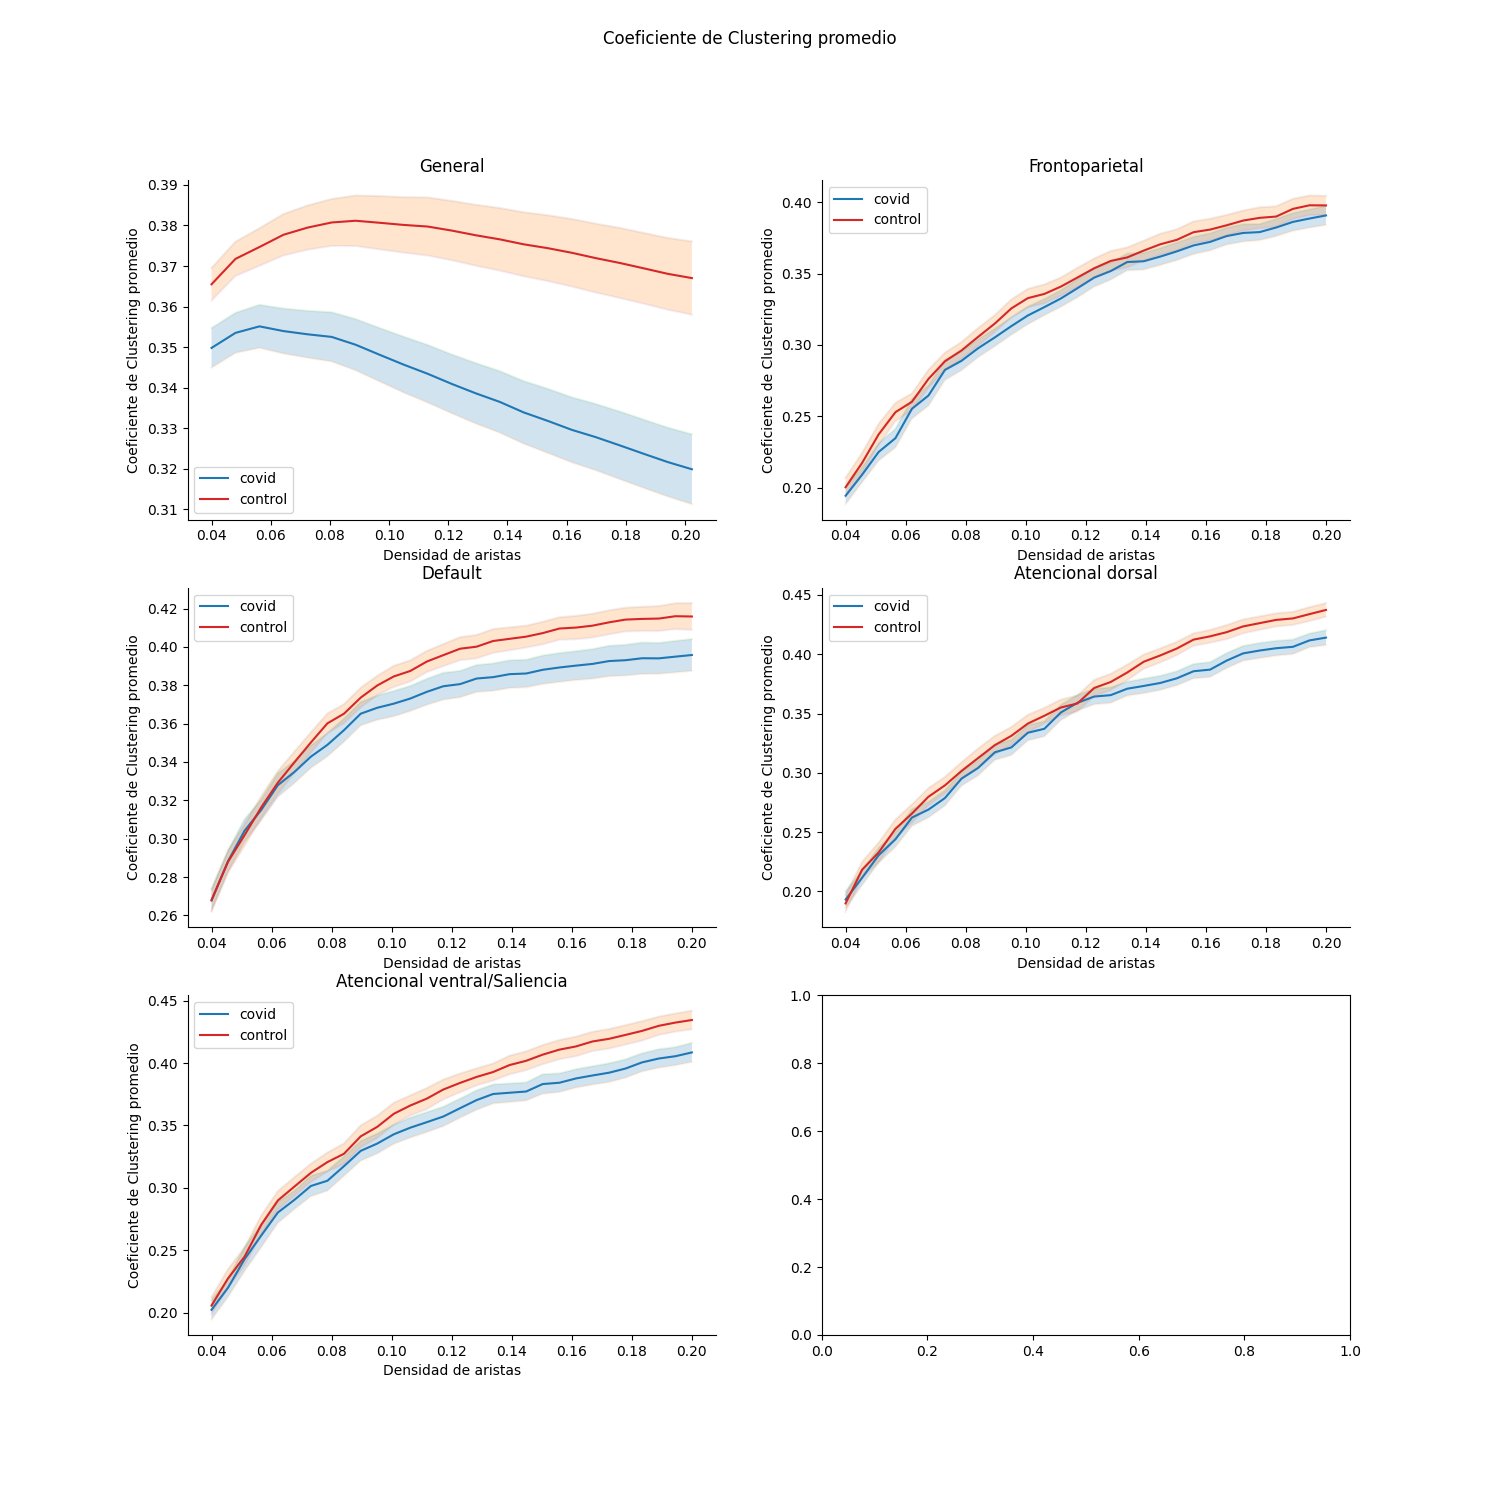 Coeficiente de Clustering promedio
General
Coeficiente de Clustering promedio
0.39
0.38
0.37
0.36
0.35
0.34
0.33
0.32
0.31
covid
control
0.04 0.06 0.08 0.10 0.12 0.14 0.16 0.18 0.20
Densidad de aristas
Frontoparietal
Coeficiente de Clustering promedio
0.40
0.35
0.30
0.25
0.20
covid
control
0.04 0.06 0.08 0.10 0.12 0.14 0.16 0.18 0.20
Densidad de aristas
Default
Coeficiente de Clustering promedio
0.42
0.40
0.38
0.36
0.34
0.32
0.30
0.28
0.26
covid
control
0.04 0.06 0.08 0.10 0.12 0.14 0.16 0.18 0.20
Densidad de aristas
Atencional dorsal
Coeficiente de Clustering promedio
0.45
0.40
0.35
0.30
0.25
0.20
covid
control
0.04 0.06 0.08 0.10 0.12 0.14 0.16 0.18 0.20
Densidad de aristas
Atencional ventral/Saliencia
Coeficiente de Clustering promedio
0.45
0.40
0.35
0.30
0.25
0.20
covid
control
0.04 0.06 0.08 0.10 0.12 0.14 0.16 0.18 0.20
Densidad de aristas
1.0
0.8
0.6
0.4
0.2
0.0
0.0 0.2 0.4 0.6 0.8 1.0